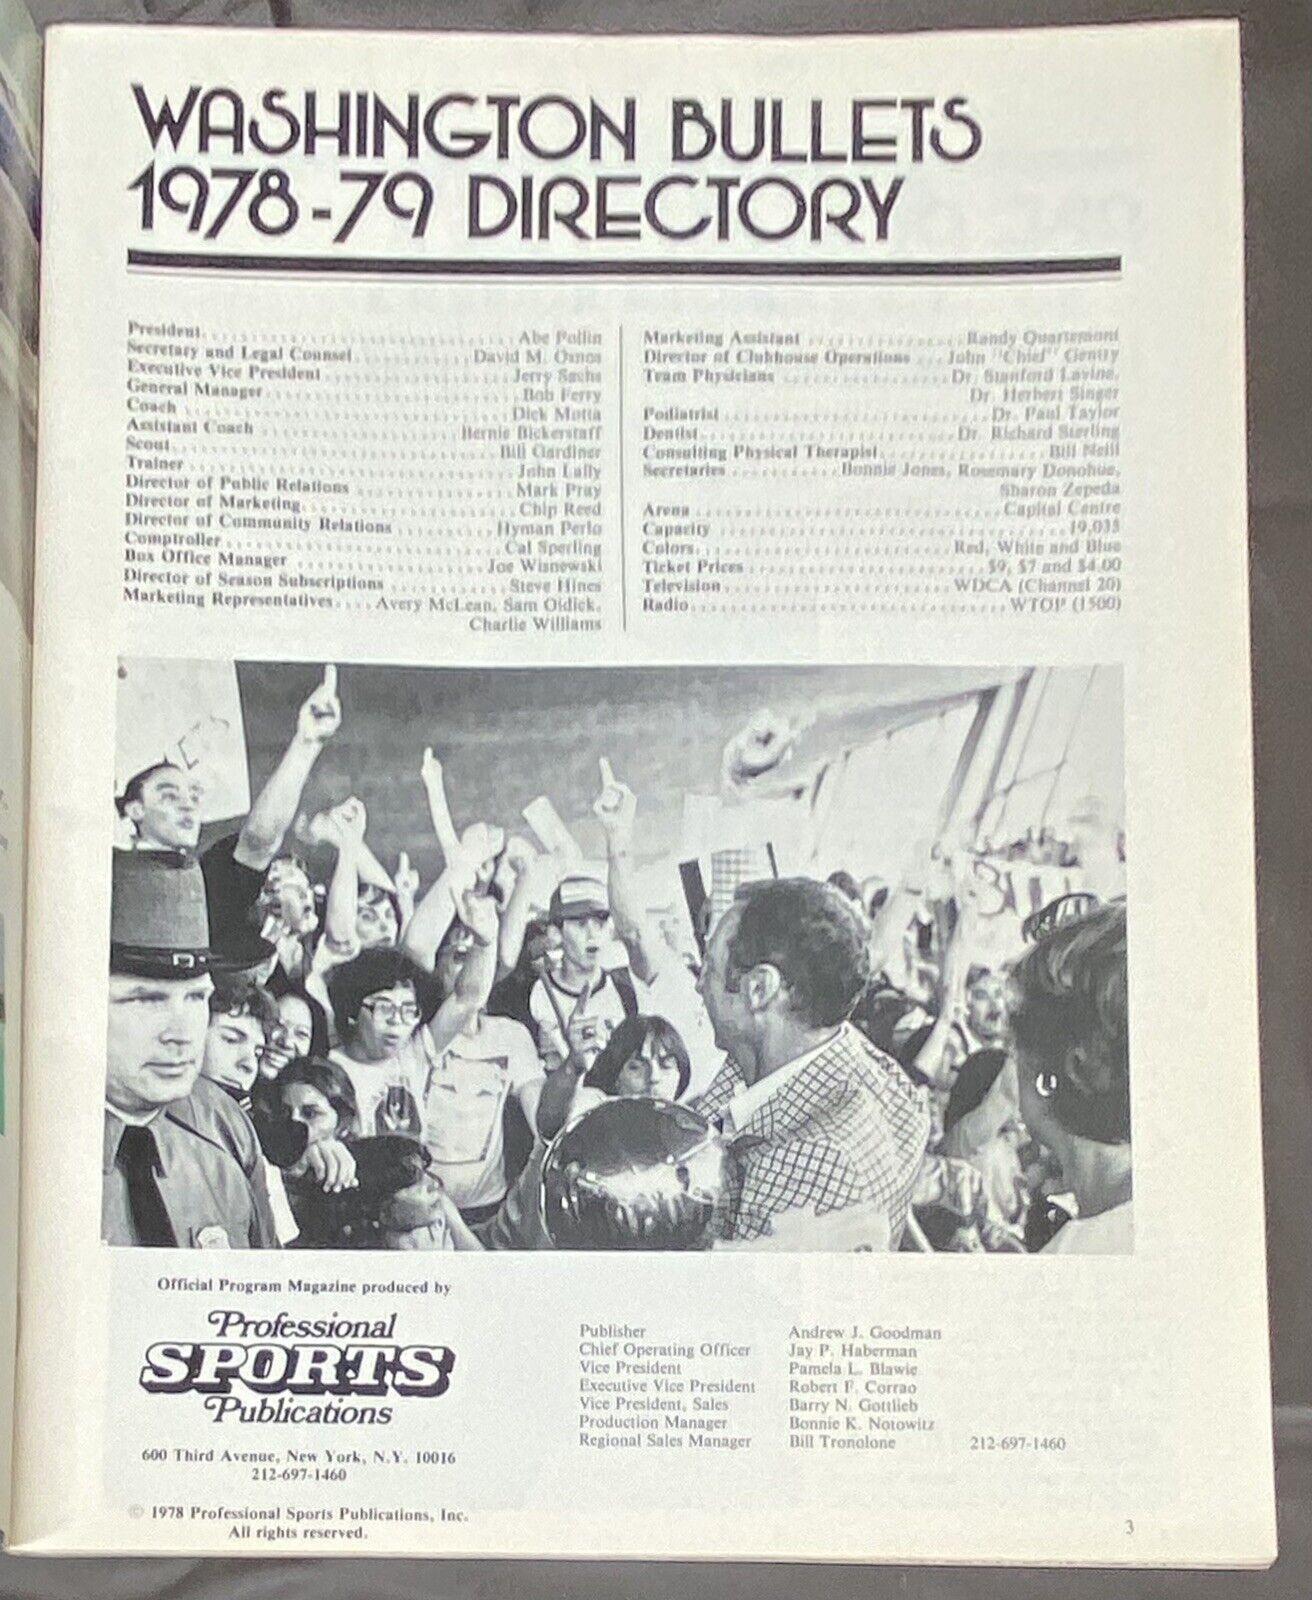 WASHINGTON BULLETS
1978-79 DIRECTORY
President. . . . . . . . . . Abe Pollin
Secretary and Legal Counsel. . . . . . . . . . David M. Osnos
Executive Vice President . . . . . . . . . . Jerry Sachs
General Manager. . . . . . . . . . Bob Ferry
Coach . . . . . . . . . . Dick Motta
Assistant Coach . . . . . . . . . . Bernie Bickerstaff
Scout. . . . . . . . . . Bill Gardiner
Trainer . . . . . . . . . . John Lally
Director of Public Relations . . . . . . . . . . Mark Pray
Director of Marketing. . . . . . . . . . Chip Reed
Director of Community Relations . . . . . . . . . . Hyman Perlo
Comptroller . . . . . . . . . . Cal Sperling
Box Office Manager . . . . . . . . . . Joe Wisnewski
Director of Season Subscriptions . . . . . . . . . . Steve Hines
Marketing Representatives. . . . Avery McLean, Sam Oidick,
Charlie Williams
Marketing Assistant . . . . . . . . . . Randy Quartemont
Director of Clubhouse Operations . . . John "Chief" Gentry
Team Physicians . . . . . . . . . . Dr. Stanford Lavine,
Dr. Herbert Singer
Podiatrist . . . . . . . . . . Dr. Paul Taylor
Dentist. . . . . . . . . . Dr. Richard Sterling
Consulting Physical Therapist. . . . . . . . . . Bill Neill
Secretaries . . . . . . . . . . Bonnie Jones, Rosemary Donohue,
Sharon Zepeda
Arena . . . . . . . . . . Capital Centre
Capacity . . . . . . . . . . 19,035
Colors. . . . . . . . . . Red, White and Blue
Ticket Prices . . . . . . . . . . $9, $7 and $4.00
Television . . . . . . . . . . WDCA (Channel 20)
Radio. . . . . . . . . . WTOP (1500)
Official Program Magazine produced by
Professional
SPORTS
Publications
600 Third Avenue, New York, N.Y. 10016
212-697-1460
© 1978 Professional Sports Publications, Inc.
All rights reserved.
Publisher Andrew J. Goodman
Chief Operating Officer Jay P. Haberman
Vice President Pamela L. Blawie
Executive Vice President Robert F. Corrao
Vice President, Sales Barry N. Gottlieb
Production Manager Bonnie K. Notowitz
Regional Sales Manager Bill Tronolone 212-697-1460
3